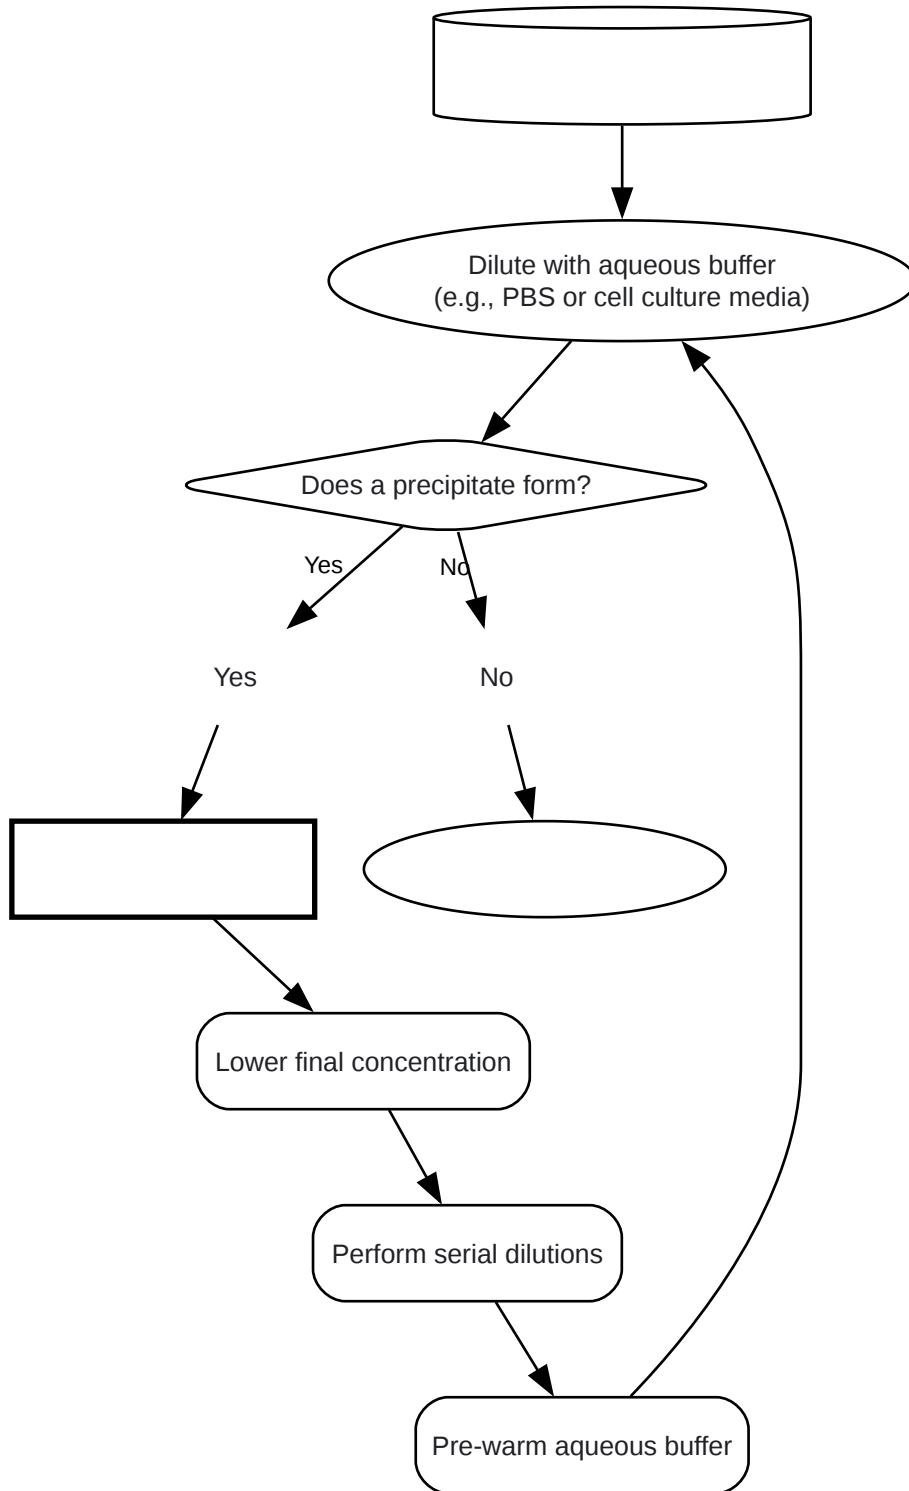 Dilute with aqueous buffer
(e.g., PBS or cell culture media)
Does a precipitate form?
Yes
No
Yes
No
Lower final concentration
Perform serial dilutions
Pre-warm aqueous buffer